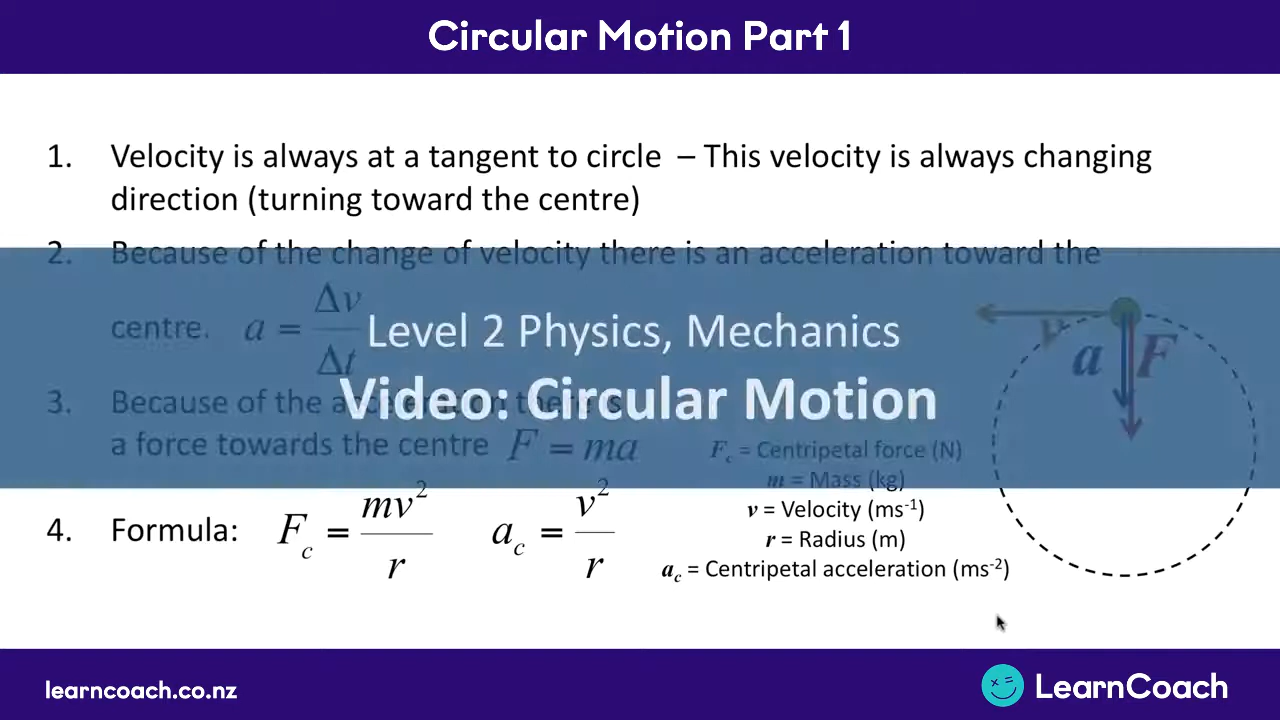 Circular Motion Part 1
1. Velocity is always at a tangent to circle – This velocity is always changing
direction (turning toward the centre)
2. Because of the change of velocity there is an acceleration toward the
centre. a = Δv/Δt
Level 2 Physics, Mechanics
Video: Circular Motion
3. Because of the acceleration there is
a force towards the centre F = ma
4. Formula: F_c = mv²/r a_c = v²/r
F_c = Centripetal force (N)
m = Mass (kg)
v = Velocity (ms⁻¹)
r = Radius (m)
a_c = Centripetal acceleration (ms⁻²)
v
a F
learncoach.co.nz
LearnCoach